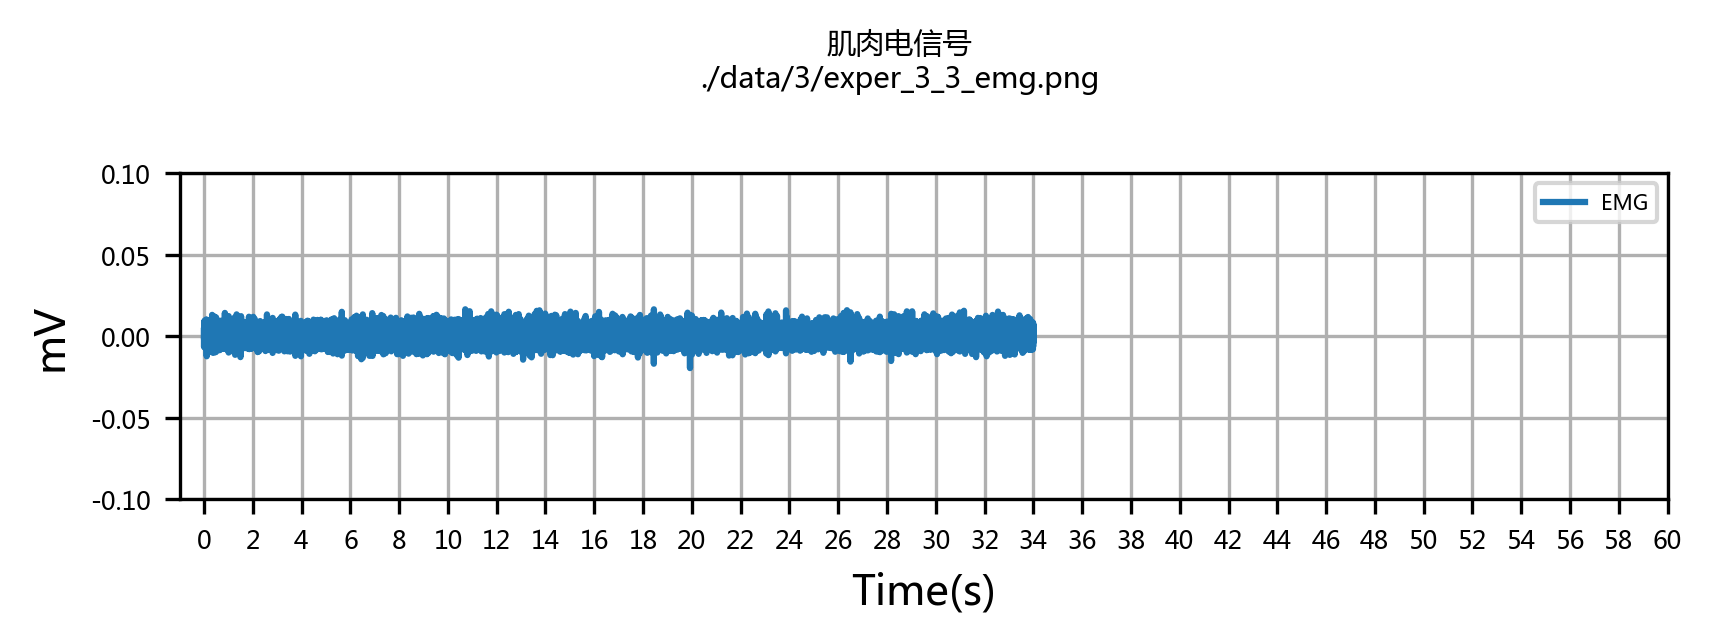 肌肉电信号
./data/3/exper_3_3_emg.png
0.10
0.05
0.00
-0.05
-0.10
mV
EMG
0 2 4 6 8 10 12 14 16 18 20 22 24 26 28 30 32 34 36 38 40 42 44 46 48 50 52 54 56 58 60
Time(s)